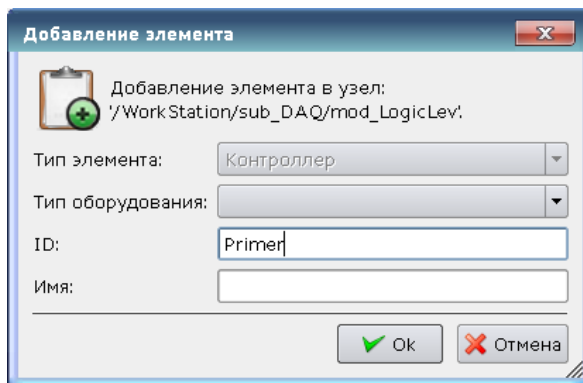 Добавление элемента
Добавление элемента в узел:
'/WorkStation/sub_DAQ/mod_LogicLev'.
Тип элемента: Контроллер
Тип оборудования:
ID: Primer
Имя:
Ok Отмена